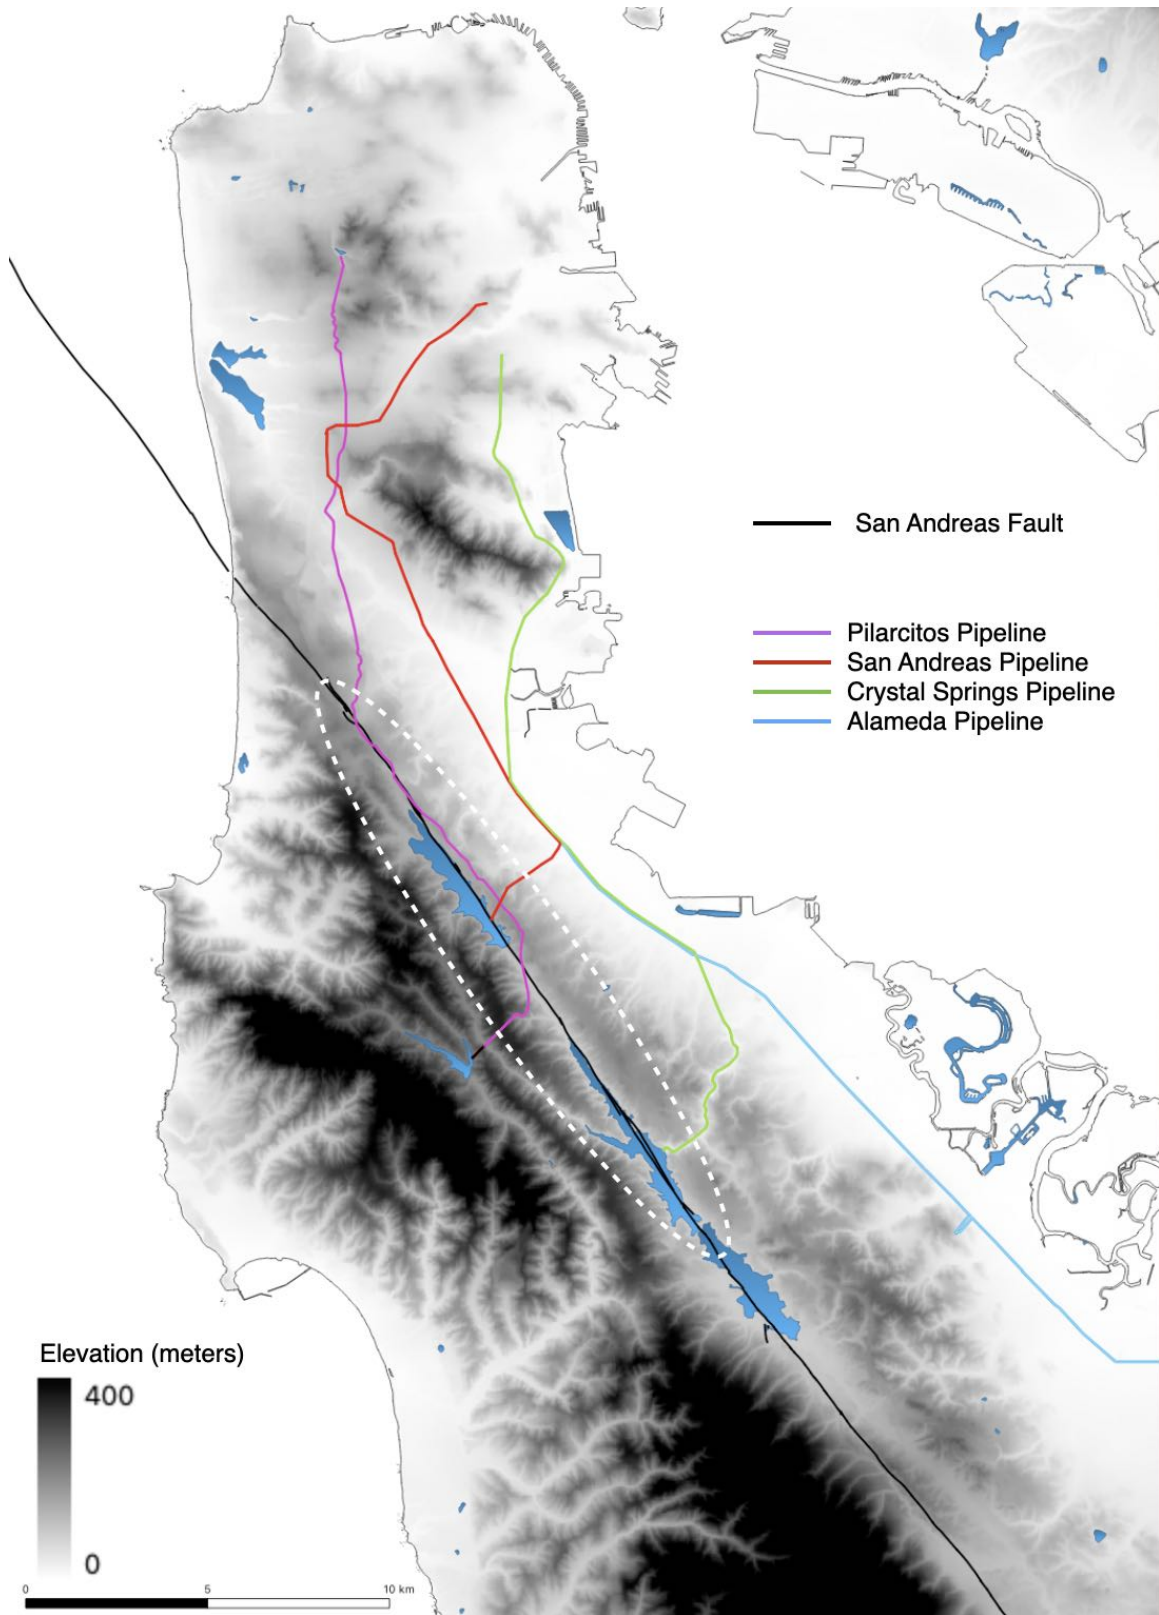 San Andreas Fault
Pilarcitos Pipeline
San Andreas Pipeline
Crystal Springs Pipeline
Alameda Pipeline
Elevation (meters)
400
0
0 5 10 km